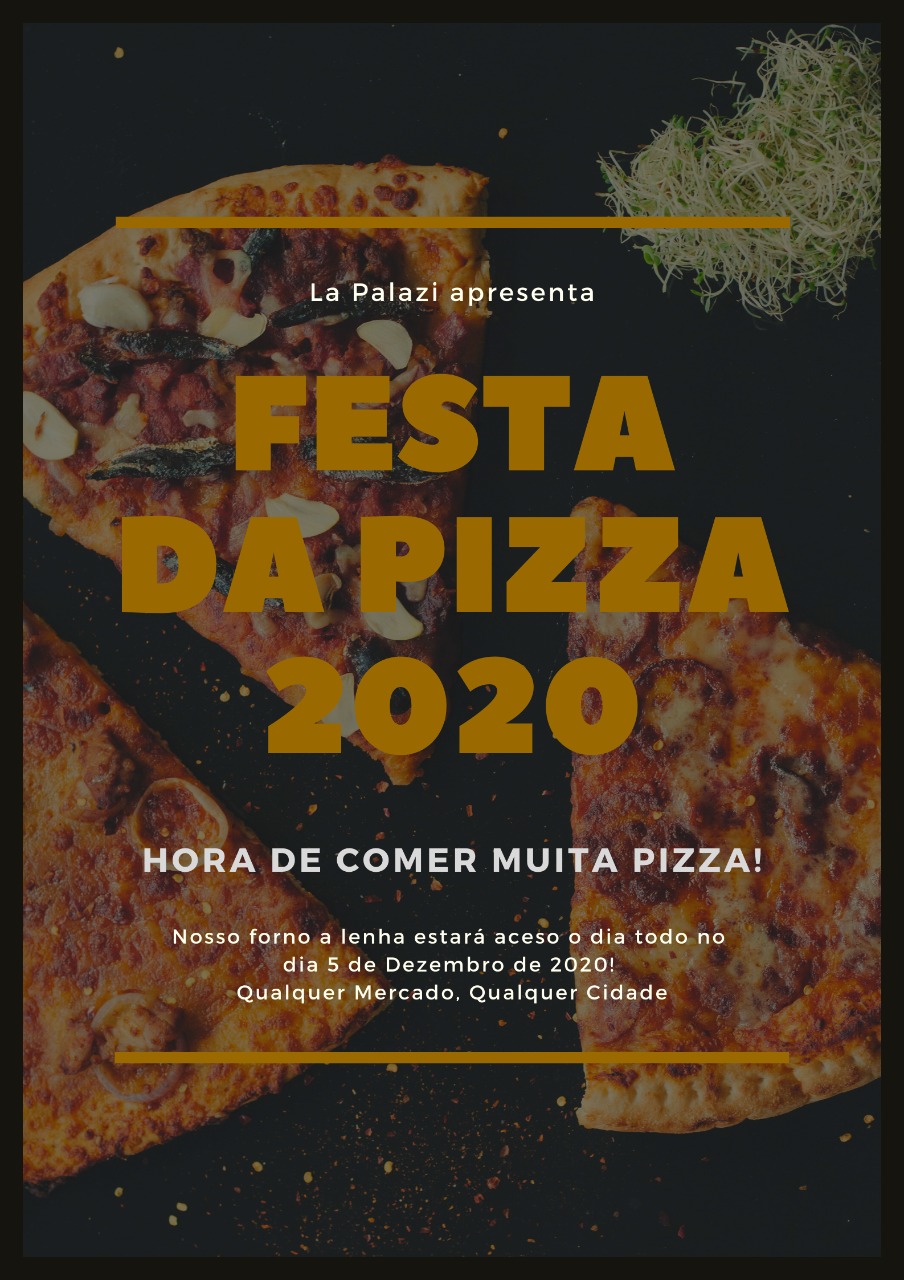 La Palazi apresenta
FESTA
DA PIZZA
2020
HORA DE COMER MUITA PIZZA!
Nosso forno a lenha estará aceso o dia todo no
dia 5 de Dezembro de 2020!
Qualquer Mercado, Qualquer Cidade